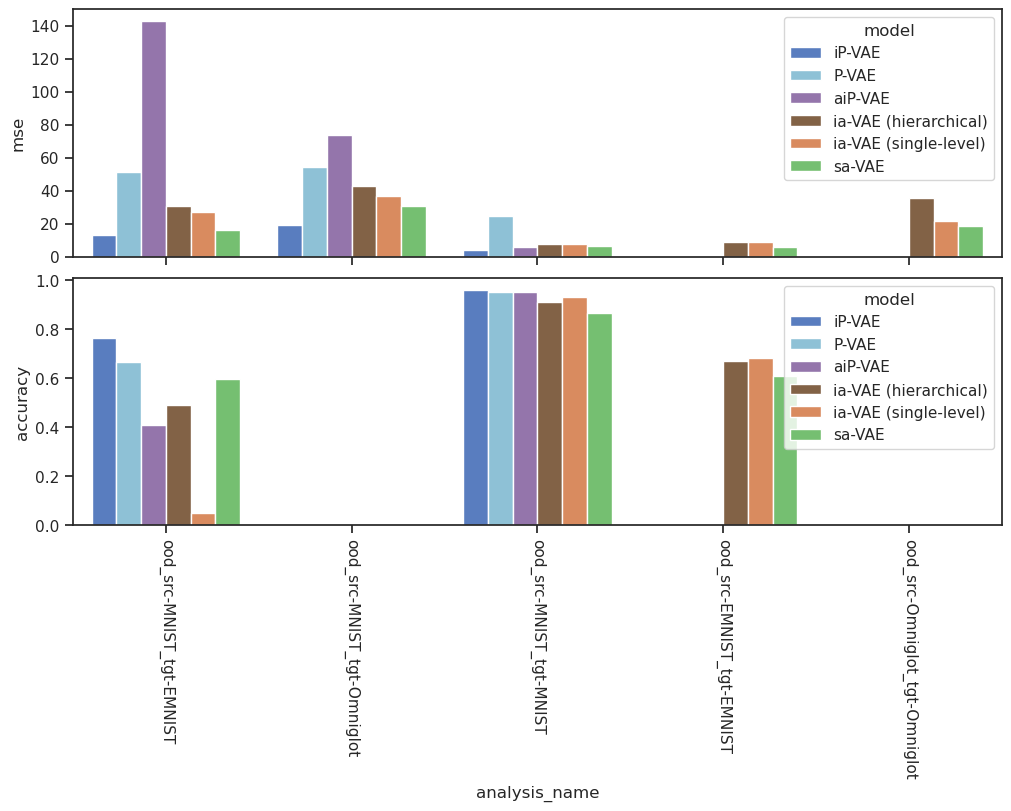 mse
140
120
100
80
60
40
20
0
model
iP-VAE
P-VAE
aiP-VAE
ia-VAE (hierarchical)
ia-VAE (single-level)
sa-VAE
accuracy
1.0
0.8
0.6
0.4
0.2
0.0
model
iP-VAE
P-VAE
aiP-VAE
ia-VAE (hierarchical)
ia-VAE (single-level)
sa-VAE
ood_src-MNIST_tgt-EMNIST
ood_src-MNIST_tgt-Omniglot
ood_src-MNIST_tgt-MNIST
ood_src-EMNIST_tgt-EMNIST
ood_src-Omniglot_tgt-Omniglot
analysis_name